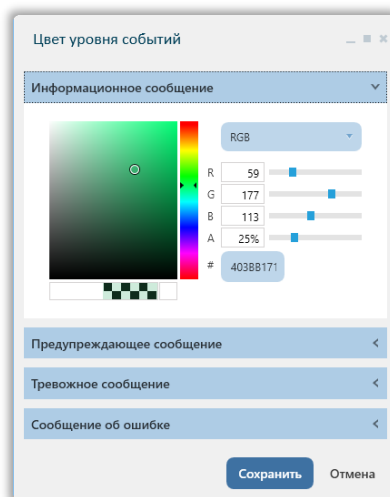 Цвет уровня событий
Информационное сообщение
RGB
R 59
G 177
B 113
A 25%
# 403BB171
Предупреждающее сообщение
Тревожное сообщение
Сообщение об ошибке
Сохранить Отмена